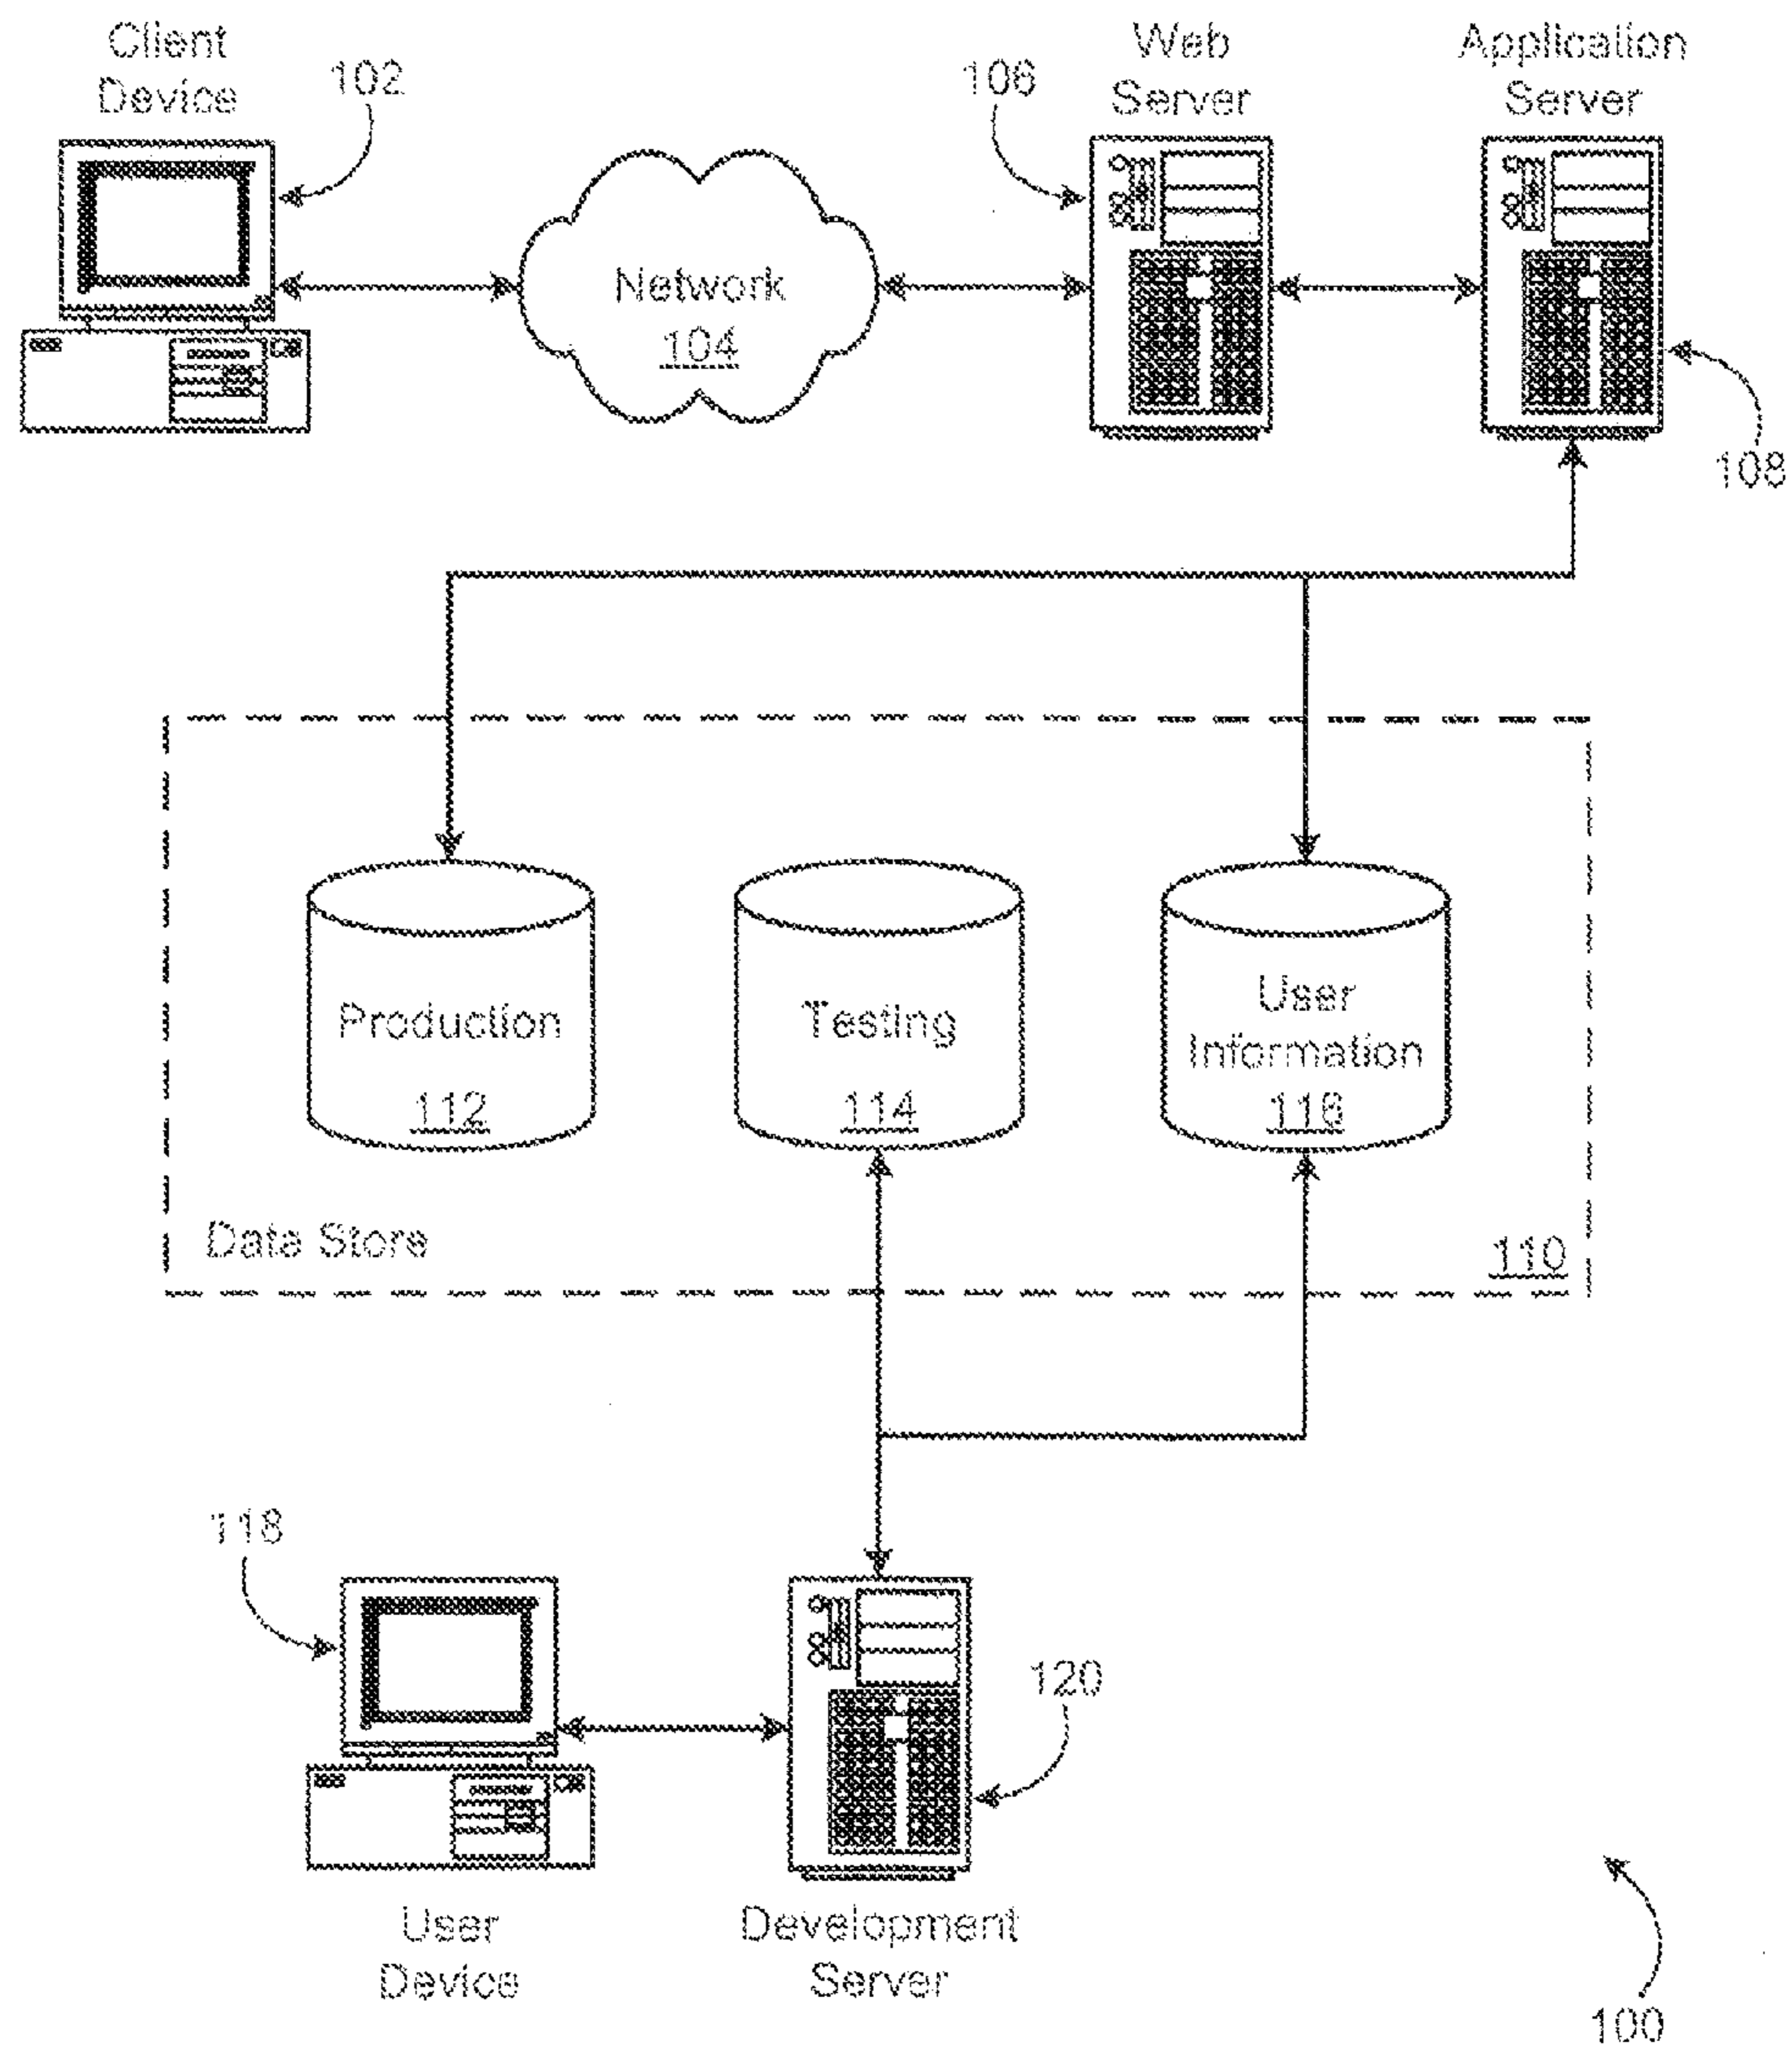 Client
Device
102
106
Web
Server
Application
Server
Network
104
108
Production
112
Testing
114
User
Information
116
Data Store
110
118
120
User
Device
Development
Server
100